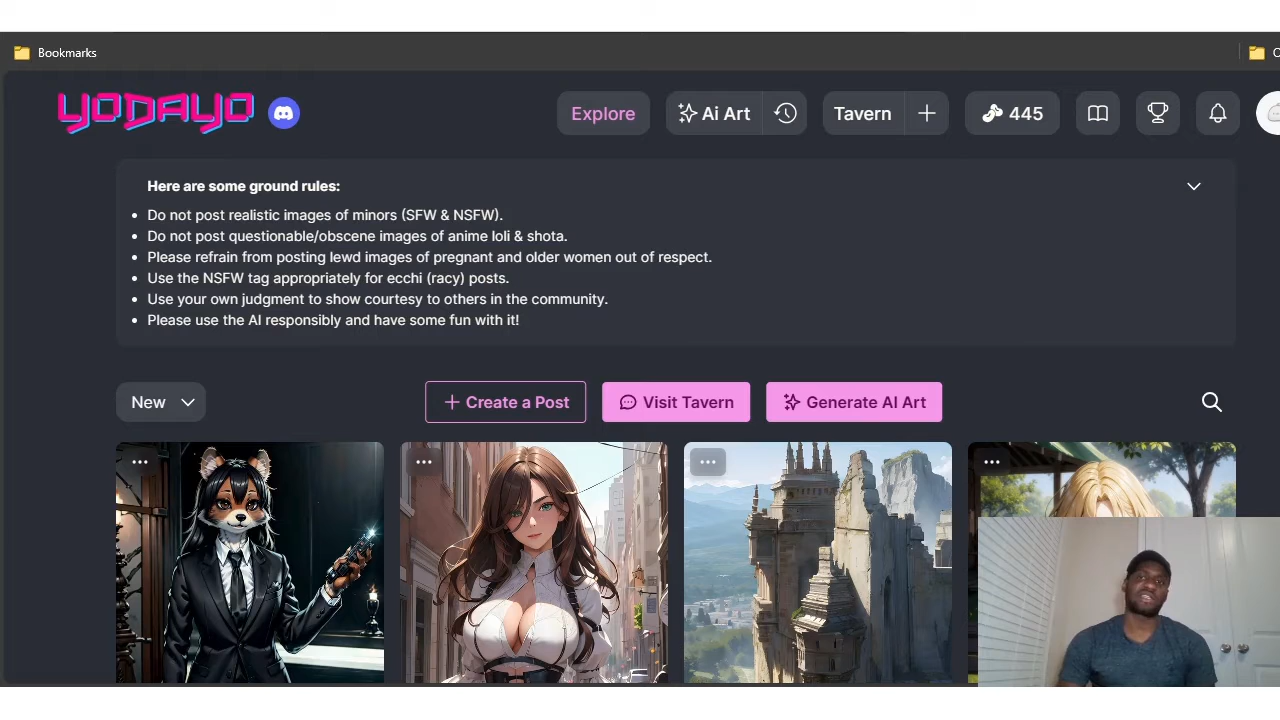 Bookmarks
YODAYO
Explore
Ai Art
Tavern
445
Here are some ground rules:
• Do not post realistic images of minors (SFW & NSFW).
• Do not post questionable/obscene images of anime loli & shota.
• Please refrain from posting lewd images of pregnant and older women out of respect.
• Use the NSFW tag appropriately for ecchi (racy) posts.
• Use your own judgment to show courtesy to others in the community.
• Please use the AI responsibly and have some fun with it!
New
+ Create a Post
Visit Tavern
Generate AI Art